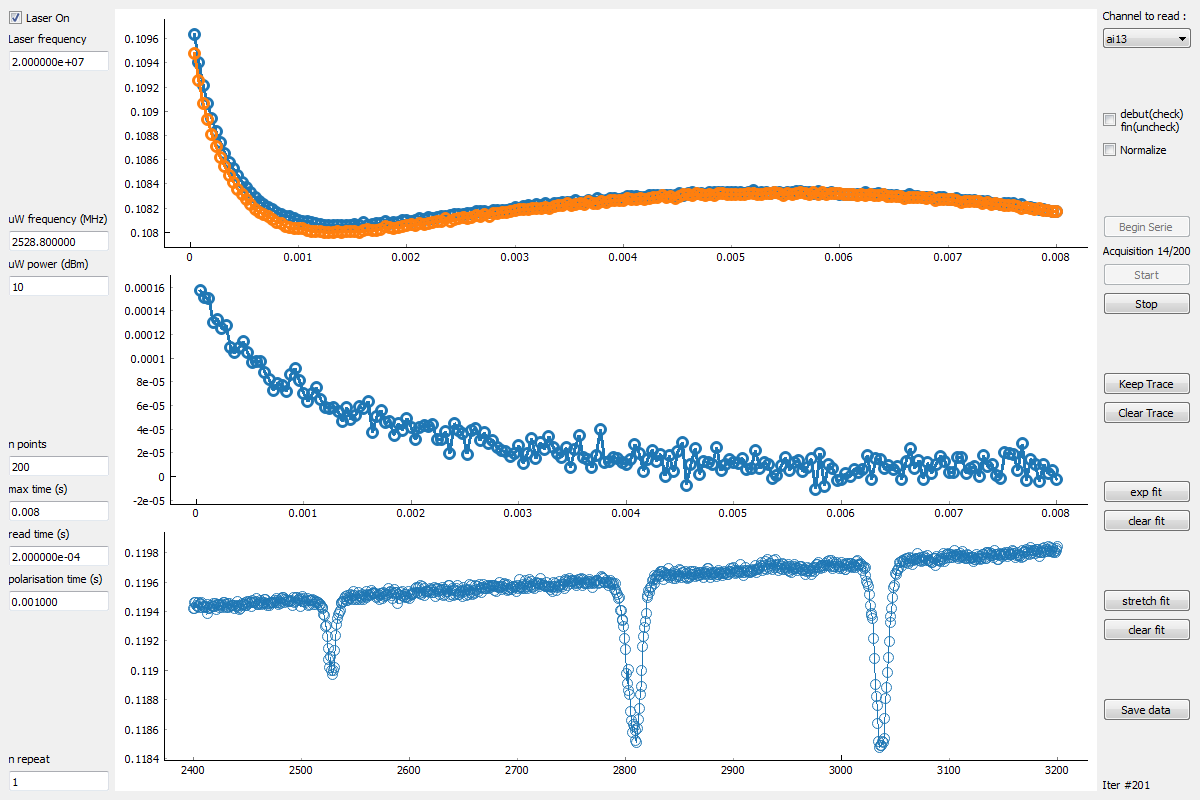 Laser On
Laser frequency
2.000000e+07
uW frequency (MHz)
2528.800000
uW power (dBm)
10
n points
200
max time (s)
0.008
read time (s)
2.000000e-04
polarisation time (s)
0.001000
n repeat
1
0.1096
0.1094
0.1092
0.109
0.1088
0.1086
0.1084
0.1082
0.108
0 0.001 0.002 0.003 0.004 0.005 0.006 0.007 0.008
0.00016
0.00014
0.00012
0.0001
8e-05
6e-05
4e-05
2e-05
0
-2e-05
0 0.001 0.002 0.003 0.004 0.005 0.006 0.007 0.008
0.1198
0.1196
0.1194
0.1192
0.119
0.1188
0.1186
0.1184
2400 2500 2600 2700 2800 2900 3000 3100 3200
Channel to read :
ai13
debut(check)
fin(uncheck)
Normalize
Begin Serie
Acquisition 14/200
Start
Stop
Keep Trace
Clear Trace
exp fit
clear fit
stretch fit
clear fit
Save data
Iter #201